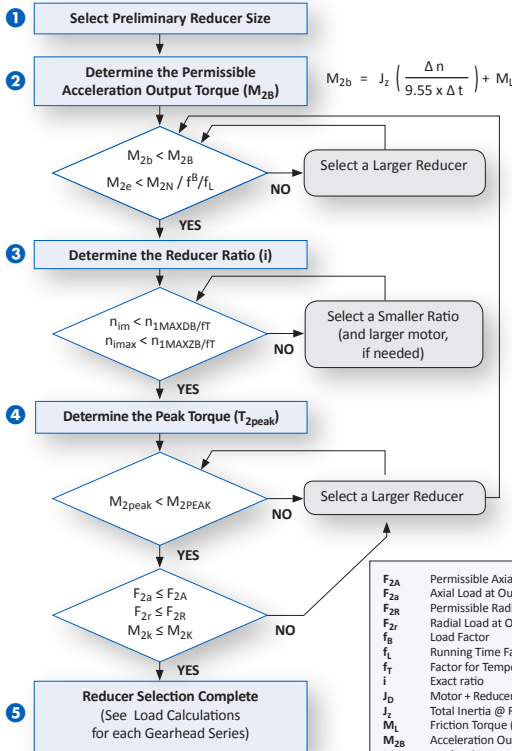 1 Select Preliminary Reducer Size
2 Determine the Permissible
Acceleration Output Torque (M2B)
M2b = Jz ( Δ n / 9.55 x Δ t ) + ML
M2b < M2B
M2e < M2N / fB/fL
NO
Select a Larger Reducer
YES
3 Determine the Reducer Ratio (i)
nim < n1MAXDB/fT
nimax < n1MAXZB/fT
NO
Select a Smaller Ratio
(and larger motor,
if needed)
YES
4 Determine the Peak Torque (T2peak)
M2peak < M2PEAK
NO
Select a Larger Reducer
YES
F2a ≤ F2A
F2r ≤ F2R
M2k ≤ M2K
NO
YES
5 Reducer Selection Complete
(See Load Calculations
for each Gearhead Series)
F2A Permissible Axia
F2a Axial Load at Ou
F2R Permissible Radi
F2r Radial Load at O
fB Load Factor
fL Running Time Fa
fT Factor for Tempe
i Exact ratio
JD Motor + Reducer
Jz Total Inertia @ R
ML Friction Torque (
M2B Acceleration Ou